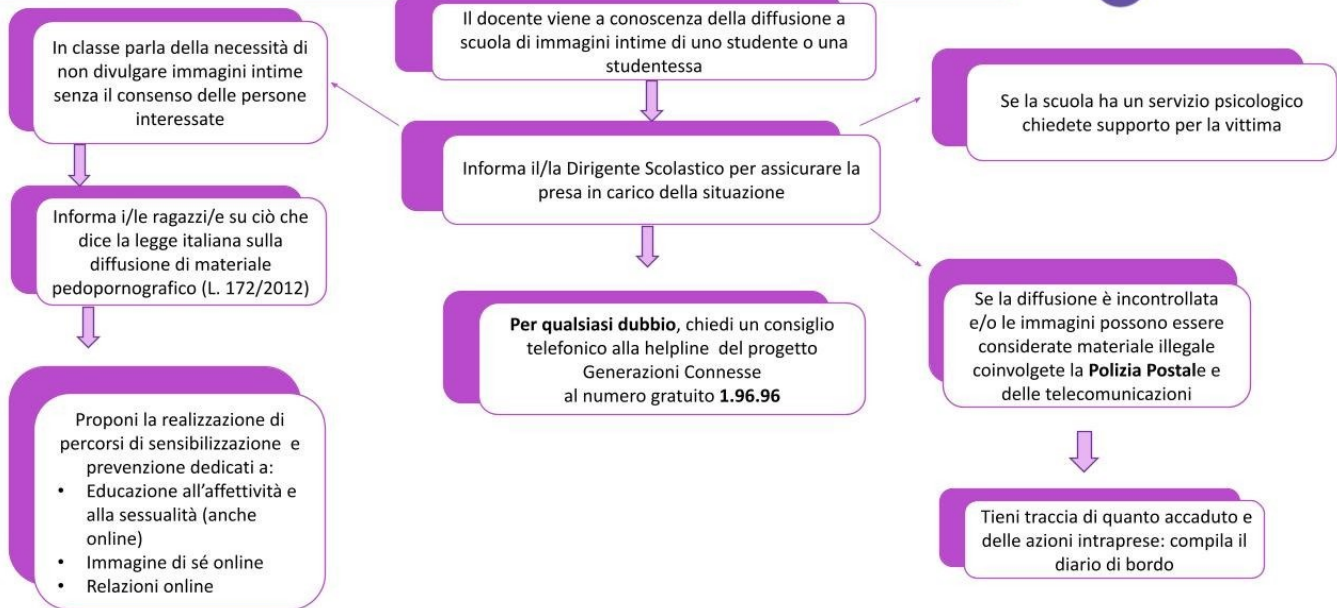 Il docente viene a conoscenza della diffusione a
scuola di immagini intime di uno studente o una
studentessa
In classe parla della necessità di
non divulgare immagini intime
senza il consenso delle persone
interessate
Se la scuola ha un servizio psicologico
chiedete supporto per la vittima
Informa il/la Dirigente Scolastico per assicurare la
presa in carico della situazione
Informa i/le ragazzi/e su ciò che
dice la legge italiana sulla
diffusione di materiale
pedopornografico (L. 172/2012)
Per qualsiasi dubbio, chiedi un consiglio
telefonico alla helpline del progetto
Generazioni Connesse
al numero gratuito 1.96.96
Se la diffusione è incontrollata
e/o le immagini possono essere
considerate materiale illegale
coinvolgete la Polizia Postale e
delle telecomunicazioni
Proponi la realizzazione di
percorsi di sensibilizzazione e
prevenzione dedicati a:
• Educazione all'affettività e
alla sessualità (anche
online)
• Immagine di sé online
• Relazioni online
Tieni traccia di quanto accaduto e
delle azioni intraprese: compila il
diario di bordo